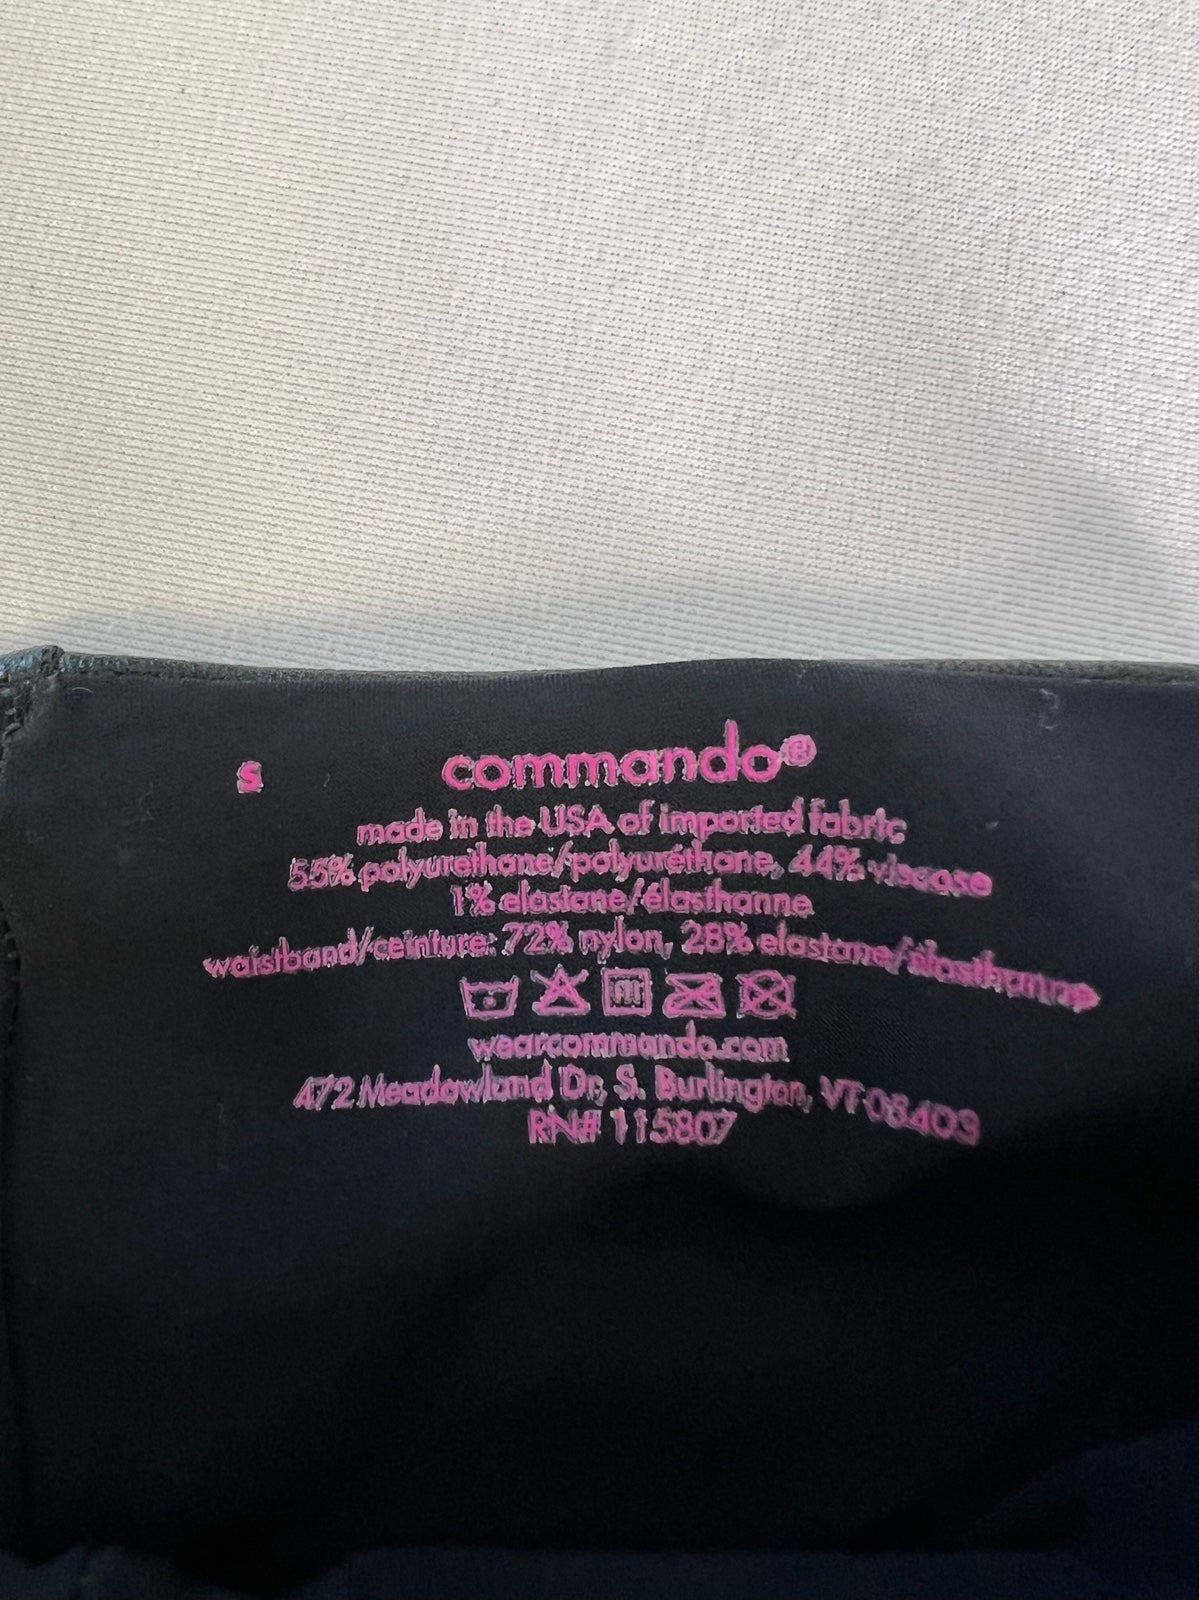 s
commando®
made in the USA of imported fabric
55% polyurethane/polyuréthane, 44% viscose
1% elastane/élasthanne
waistband/ceinture: 72% nylon, 28% elastane/élasthanne
wearcommando.com
472 Meadowland Dr, S. Burlington, VT 05403
RN# 115807